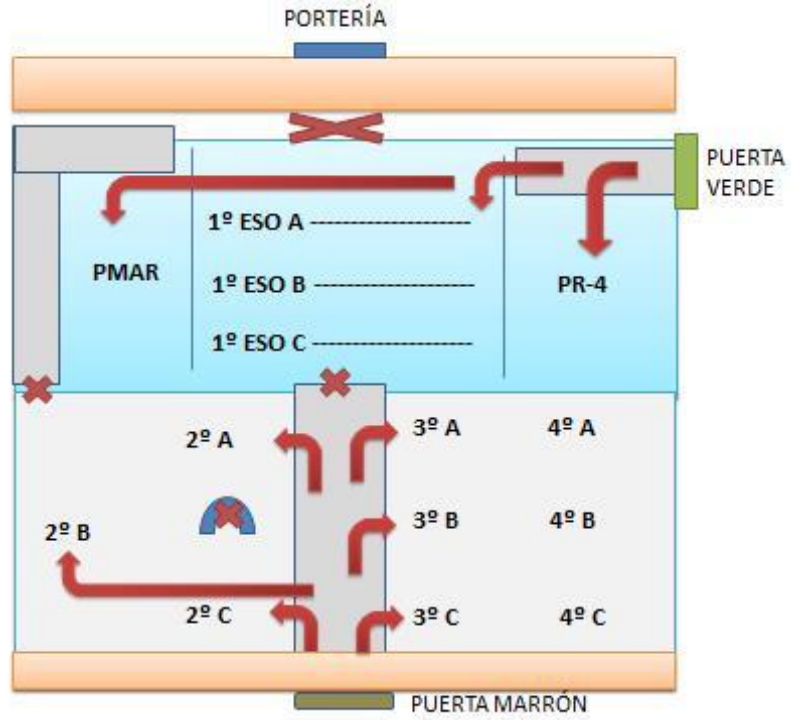 PORTERÍA
PUERTA
VERDE
1º ESO A --------------------
PMAR
1º ESO B --------------------
PR-4
1º ESO C --------------------
2º A
3º A
4º A
2º B
3º B
4º B
2º C
3º C
4º C
PUERTA MARRÓN